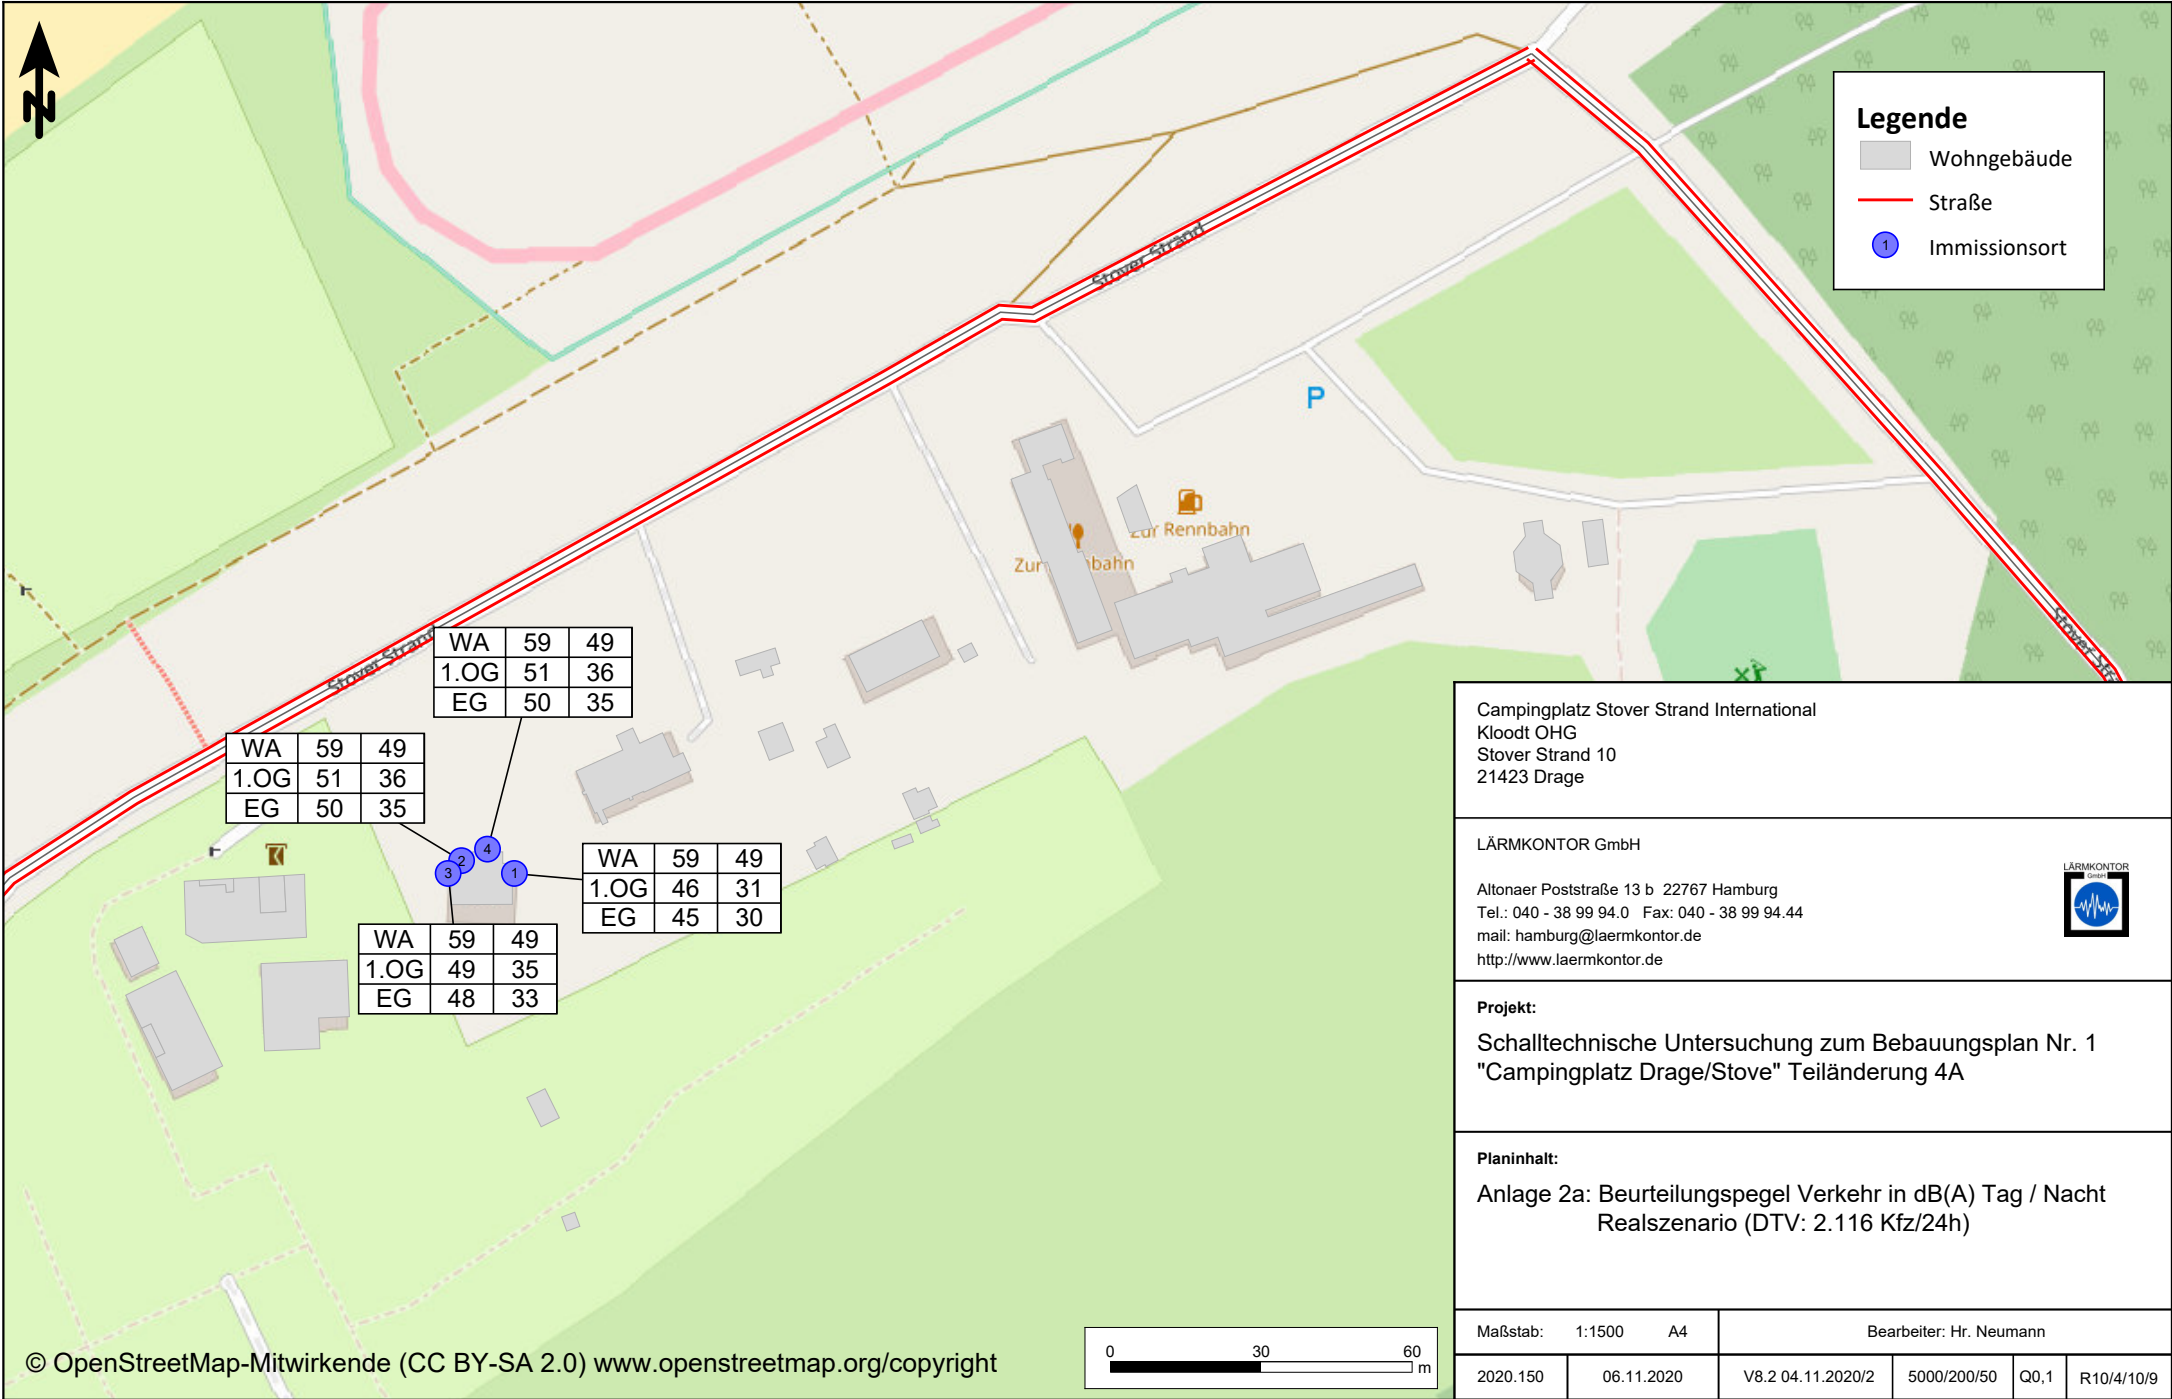 N
Legende
Wohngebäude
Straße
1 Immissionsort
Stover Strand
P
Zur Rennbahn
Stover Strand
WA 59 49
1.OG 51 36
EG 50 35
WA 59 49
1.OG 51 36
EG 50 35
4
2
3
1
WA 59 49
1.OG 46 31
EG 45 30
WA 59 49
1.OG 49 35
EG 48 33
Campingplatz Stover Strand International
Kloodt OHG
Stover Strand 10
21423 Drage
LÄRMKONTOR GmbH
Altonaer Poststraße 13 b 22767 Hamburg
Tel.: 040 - 38 99 94.0 Fax: 040 - 38 99 94.44
mail: hamburg@laermkontor.de
http://www.laermkontor.de
LÄRMKONTOR
GmbH
Projekt:
Schalltechnische Untersuchung zum Bebauungsplan Nr. 1
"Campingplatz Drage/Stove" Teiländerung 4A
Planinhalt:
Anlage 2a: Beurteilungspegel Verkehr in dB(A) Tag / Nacht
Realszenario (DTV: 2.116 Kfz/24h)
Maßstab: 1:1500 A4 Bearbeiter: Hr. Neumann
2020.150 06.11.2020 V8.2 04.11.2020/2 5000/200/50 Q0,1 R10/4/10/9
0 30 60
m
© OpenStreetMap-Mitwirkende (CC BY-SA 2.0) www.openstreetmap.org/copyright